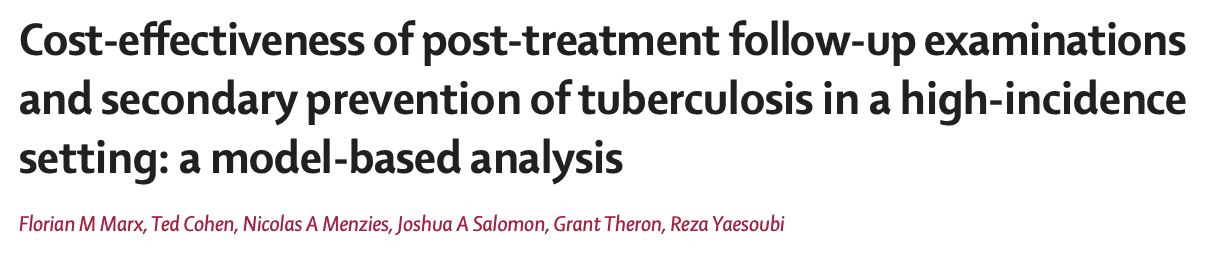 Cost-effectiveness of post-treatment follow-up examinations
and secondary prevention of tuberculosis in a high-incidence
setting: a model-based analysis
Florian M Marx, Ted Cohen, Nicolas A Menzies, Joshua A Salomon, Grant Theron, Reza Yaesoubi